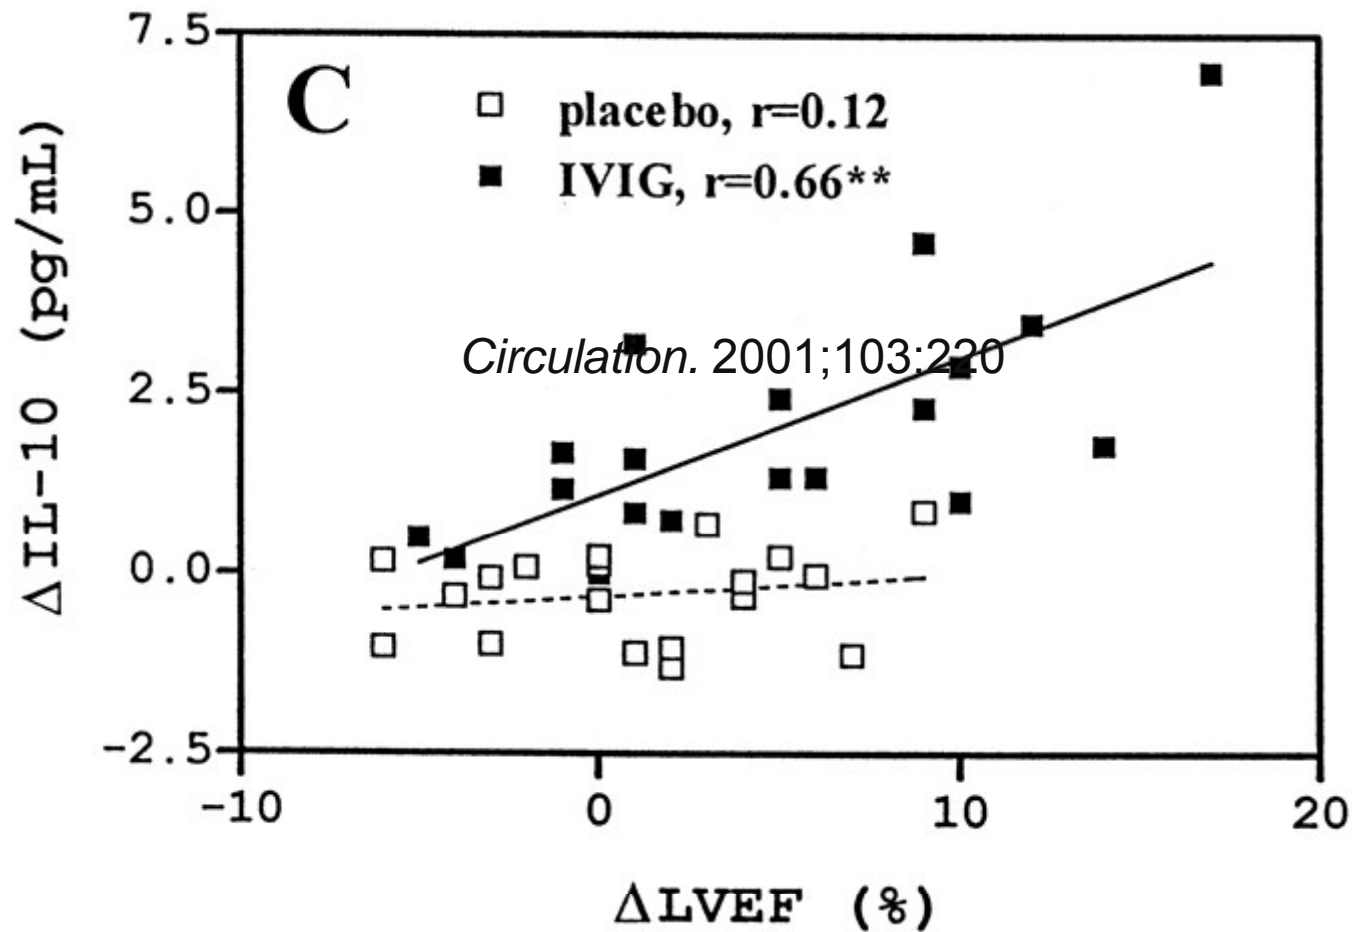 7.5
C
placebo, r=0.12
IVIG, r=0.66**
5.0
Circulation. 2001;103:220
2.5
0.0
-2.5
ΔIL-10 (pg/mL)
-10 0 10 20
ΔLVEF (%)